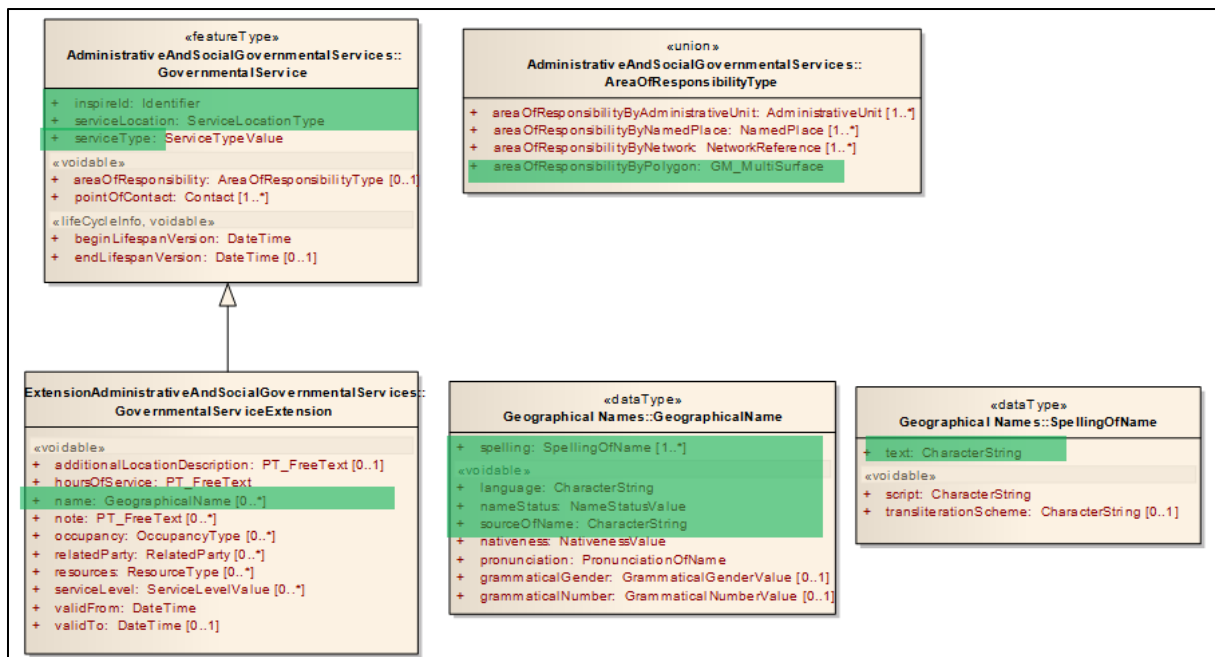 «featureType»
AdministrativeAndSocialGovernmentalServices::
GovernmentalService
+ inspireId: Identifier
+ serviceLocation: ServiceLocationType
+ serviceType: ServiceTypeValue
«voidable»
+ areaOfResponsibility: AreaOfResponsibilityType [0..1]
+ pointOfContact: Contact [1..*]
«lifeCycleInfo, voidable»
+ beginLifespanVersion: DateTime
+ endLifespanVersion: DateTime [0..1]
«union»
AdministrativeAndSocialGovernmentalServices::
AreaOfResponsibilityType
+ areaOfResponsibilityByAdministrativeUnit: AdministrativeUnit [1..*]
+ areaOfResponsibilityByNamedPlace: NamedPlace [1..*]
+ areaOfResponsibilityByNetwork: NetworkReference [1..*]
+ areaOfResponsibilityByPolygon: GM_MultiSurface
ExtensionAdministrativeAndSocialGovernmentalServices::
GovernmentalServiceExtension
«voidable»
+ additionalLocationDescription: PT_FreeText [0..1]
+ hoursOfService: PT_FreeText
+ name: GeographicalName [0..*]
+ note: PT_FreeText [0..*]
+ occupancy: OccupancyType [0..*]
+ relatedParty: RelatedParty [0..*]
+ resources: ResourceType [0..*]
+ serviceLevel: ServiceLevelValue [0..*]
+ validFrom: DateTime
+ validTo: DateTime [0..1]
«dataType»
Geographical Names::GeographicalName
+ spelling: SpellingOfName [1..*]
«voidable»
+ language: CharacterString
+ nameStatus: NameStatusValue
+ sourceOfName: CharacterString
+ nativeness: NativenessValue
+ pronunciation: PronunciationOfName
+ grammaticalGender: GrammaticalGenderValue [0..1]
+ grammaticalNumber: GrammaticalNumberValue [0..1]
«dataType»
Geographical Names::SpellingOfName
+ text: CharacterString
«voidable»
+ script: CharacterString
+ transliterationScheme: CharacterString [0..1]